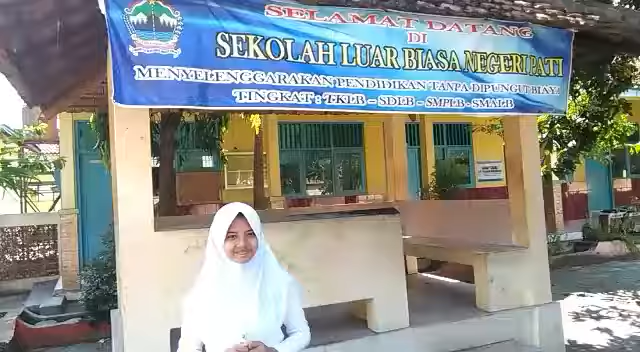 SELAMAT DATANG
DI
SEKOLAH LUAR BIASA NEGERI PATI
MENYELENGGARAKAN PENDIDIKAN TANPA DIPUNGUT BIAYA
TINGKAT : TKLB – SDLB – SMPLB – SMALB